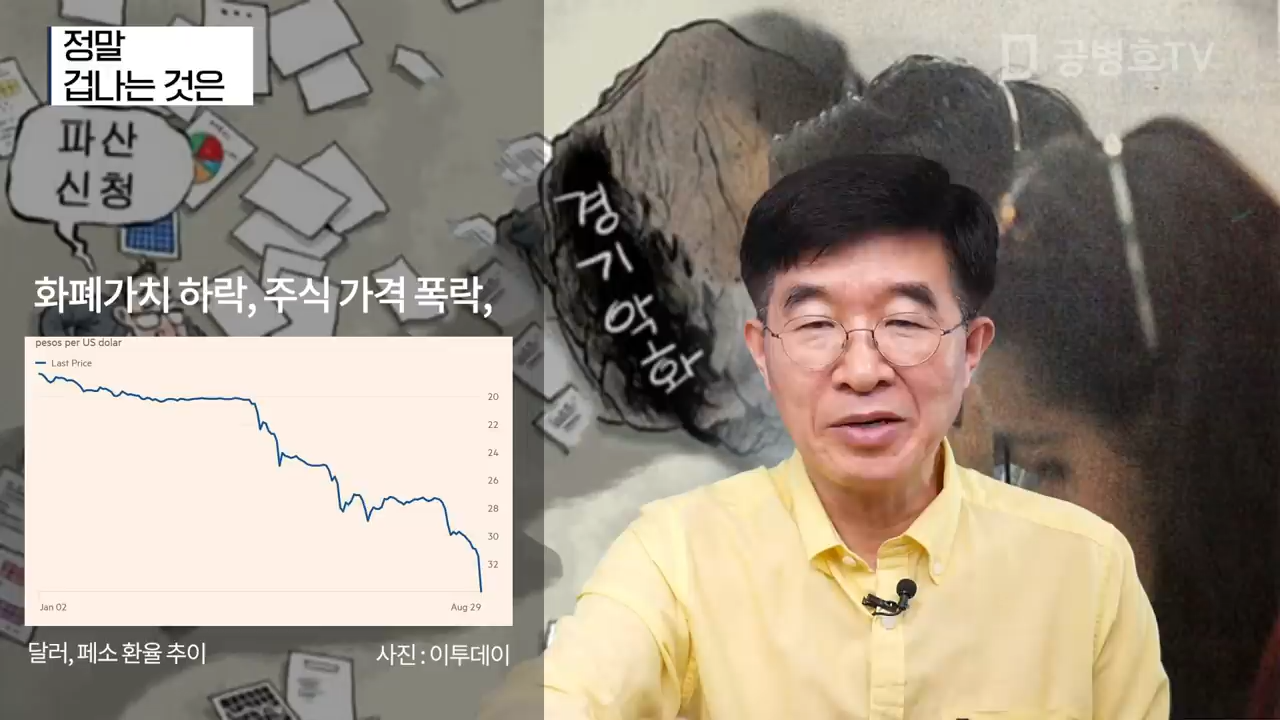 정말
겁나는 것은
공병호TV
파산
신청
경기악화
화폐가치 하락, 주식 가격 폭락,
pesos per US dolar
Last Price
20
22
24
26
28
30
32
Jan 02
Aug 29
달러, 페소 환율 추이
사진 : 이투데이